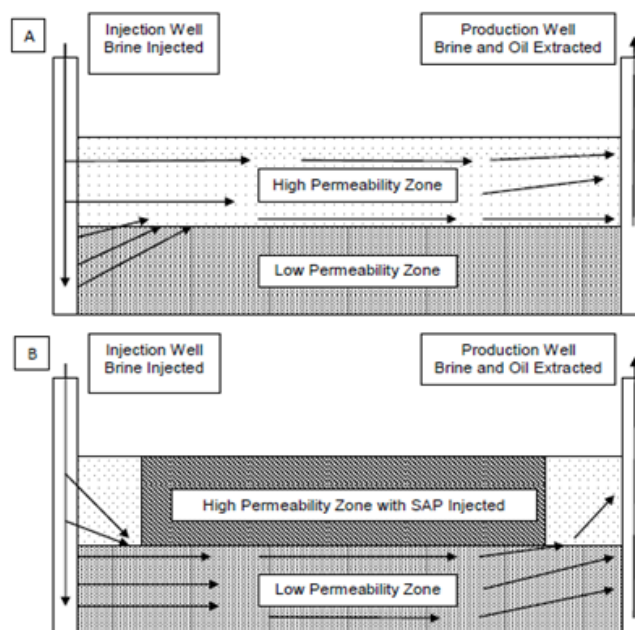 A
Injection Well
Brine Injected
Production Well
Brine and Oil Extracted
High Permeability Zone
Low Permeability Zone
B
Injection Well
Brine Injected
Production Well
Brine and Oil Extracted
High Permeability Zone with SAP Injected
Low Permeability Zone